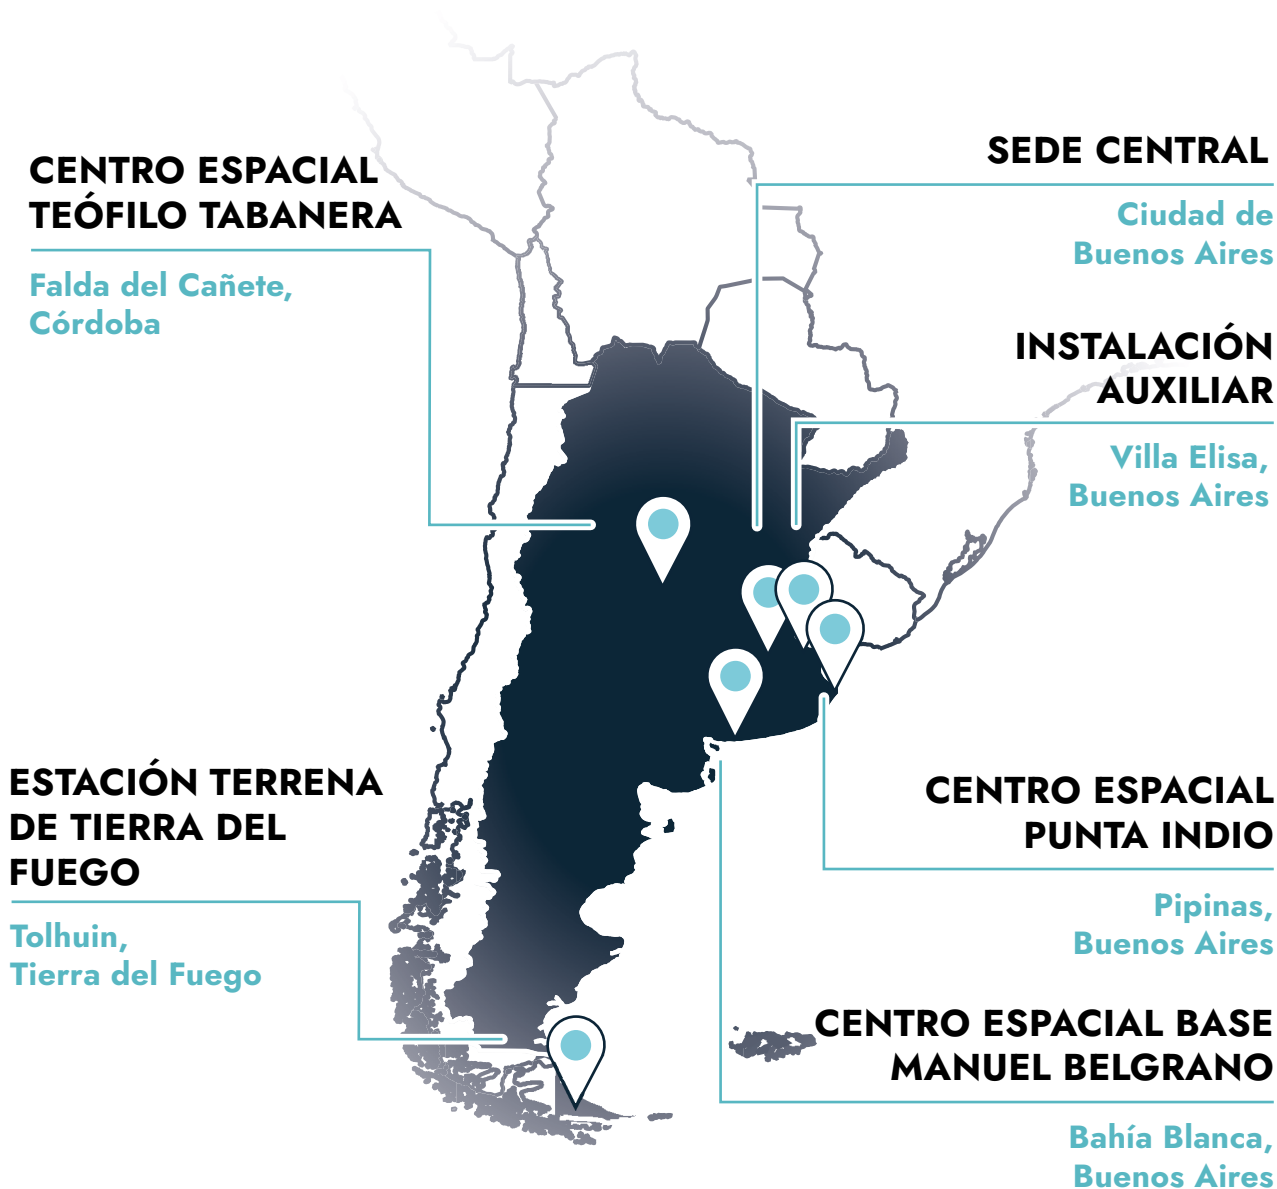 CENTRO ESPACIAL
TEÓFILO TABANERA
Falda del Cañete,
Córdoba
SEDE CENTRAL
Ciudad de
Buenos Aires
INSTALACIÓN
AUXILIAR
Villa Elisa,
Buenos Aires
ESTACIÓN TERRENA
DE TIERRA DEL
FUEGO
Tolhuin,
Tierra del Fuego
CENTRO ESPACIAL
PUNTA INDIO
Pipinas,
Buenos Aires
CENTRO ESPACIAL BASE
MANUEL BELGRANO
Bahía Blanca,
Buenos Aires